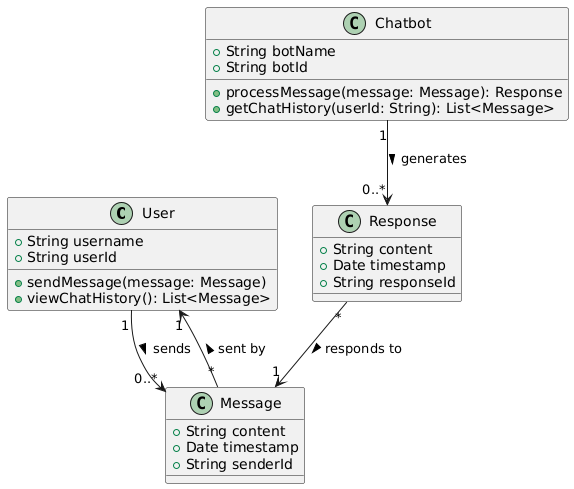 C Chatbot
String botName
String botId
processMessage(message: Message): Response
getChatHistory(userId: String): List<Message>
1
generates
0..*
C User
String username
String userId
sendMessage(message: Message)
viewChatHistory(): List<Message>
C Response
String content
Date timestamp
String responseId
1
1
*
sends
sent by
responds to
0..*
*
1
C Message
String content
Date timestamp
String senderId